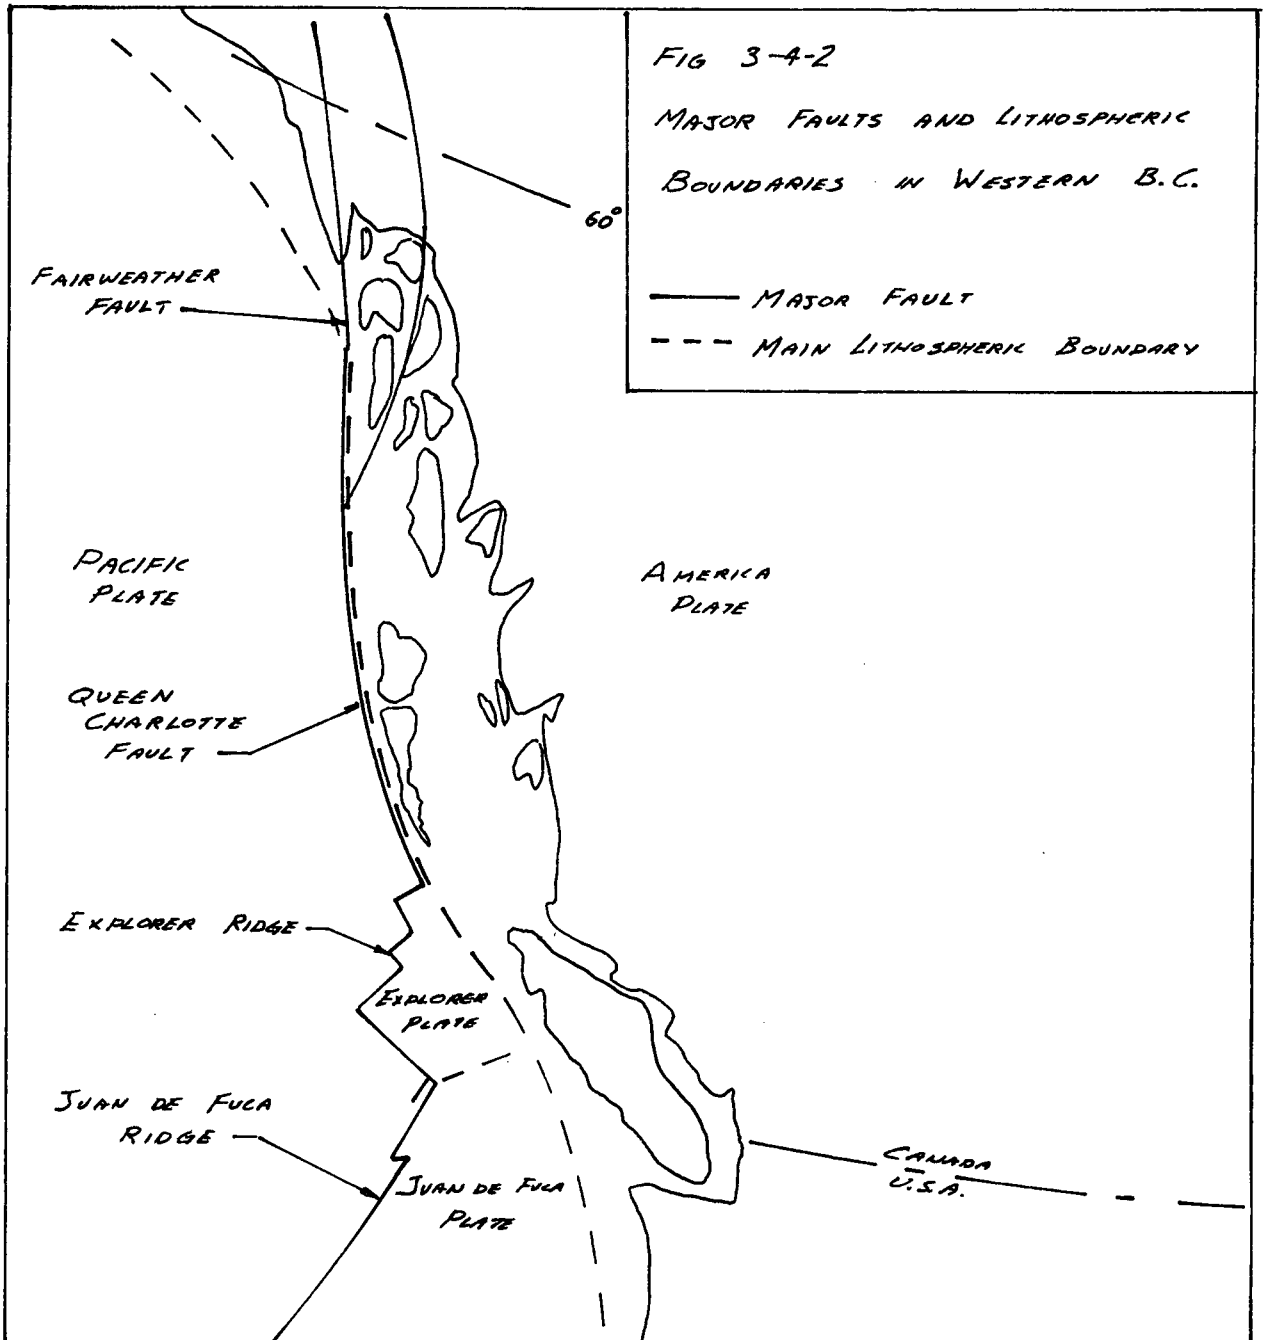 FIG 3-4-2
MAJOR FAULTS AND LITHOSPHERIC
BOUNDARIES IN WESTERN B.C.
MAJOR FAULT
MAIN LITHOSPHERIC BOUNDARY
60°
FAIRWEATHER
FAULT
PACIFIC
PLATE
AMERICA
PLATE
QUEEN
CHARLOTTE
FAULT
EXPLORER RIDGE
EXPLORER
PLATE
JUAN DE FUCA
RIDGE
JUAN DE FUCA
PLATE
CANADA
U.S.A.